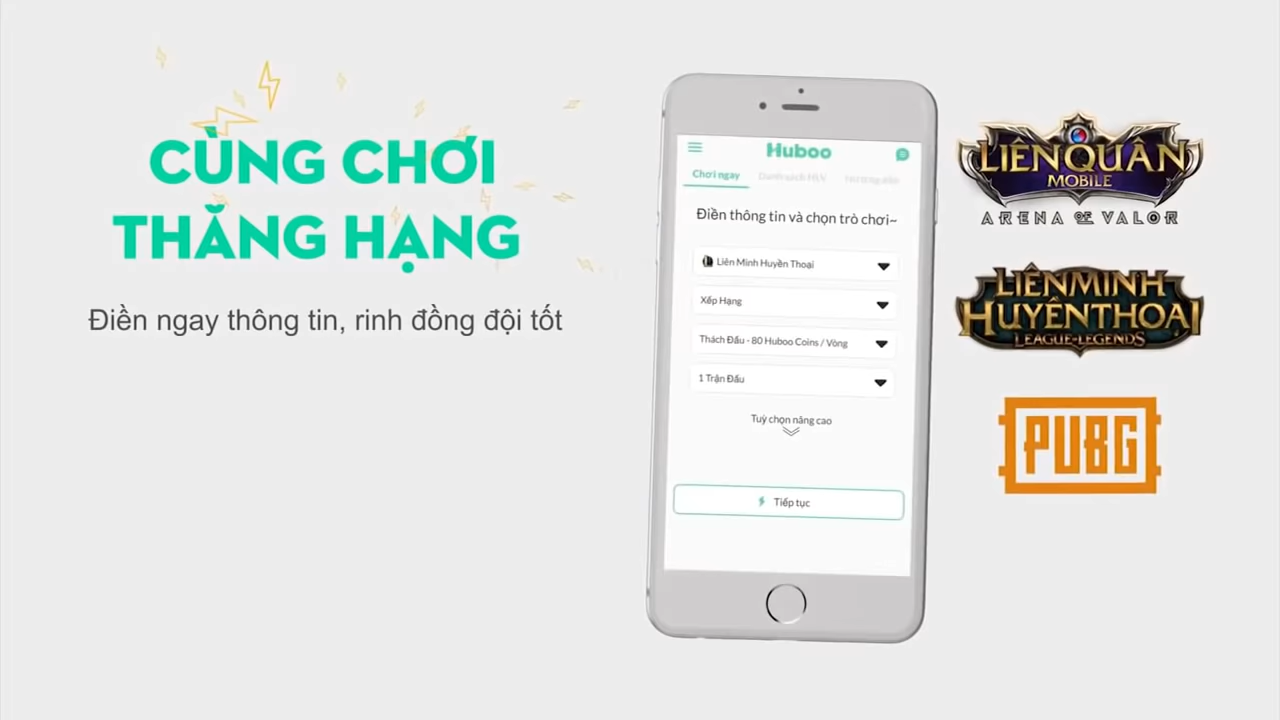 CÙNG CHƠI
THĂNG HẠNG
Điền ngay thông tin, rinh đồng đội tốt
Huboo
Chơi ngay
Điền thông tin và chọn trò chơi~
Liên Minh Huyền Thoại
Xếp Hạng
Thách Đấu - 80 Huboo Coins / Vòng
1 Trận Đấu
Tuỳ chọn nâng cao
Tiếp tục
LIÊN QUÂN
MOBILE
ARENA OF VALOR
LIÊN MINH
HUYỀN THOẠI
LEAGUE OF LEGENDS
PUBG